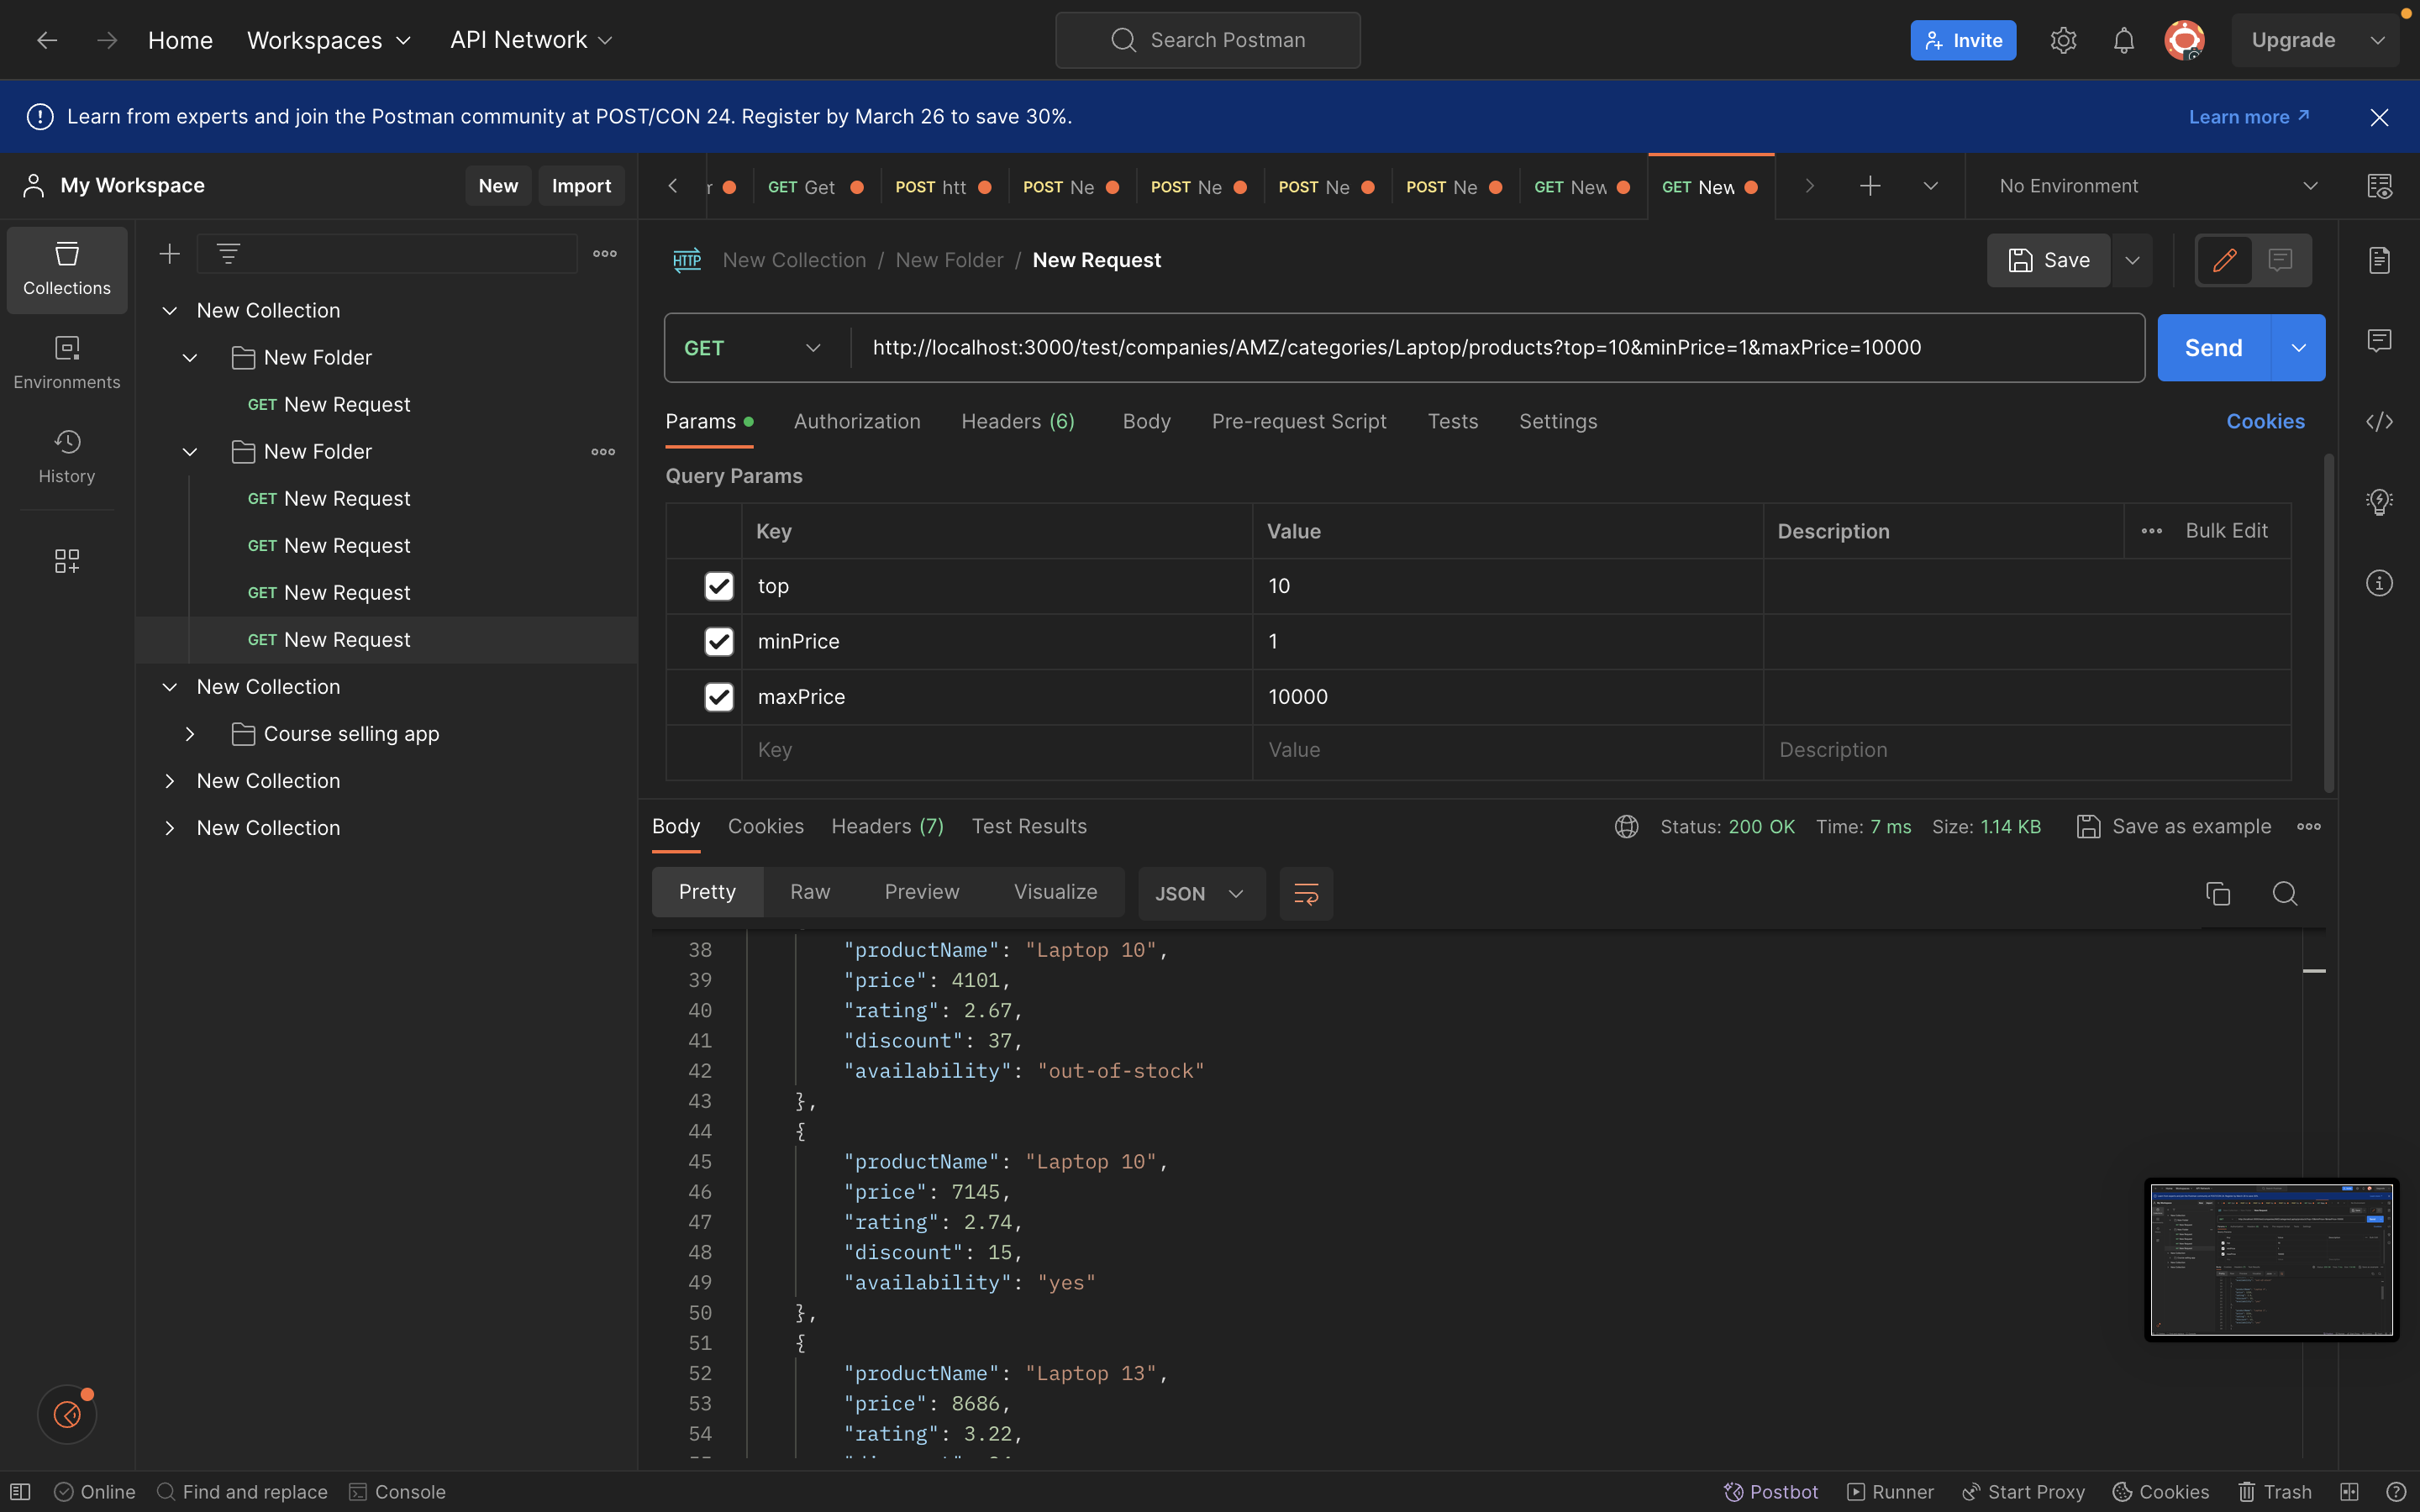 Home Workspaces API Network Search Postman Invite Upgrade
Learn from experts and join the Postman community at POST/CON 24. Register by March 26 to save 30%. Learn more
My Workspace New Import
r GET Get POST htt POST Ne POST Ne POST Ne POST Ne GET New GET New No Environment
Collections
Environments
History
New Collection
New Folder
GET New Request
New Folder
GET New Request
GET New Request
GET New Request
GET New Request
New Collection
Course selling app
New Collection
New Collection
HTTP New Collection / New Folder / New Request Save
GET http://localhost:3000/test/companies/AMZ/categories/Laptop/products?top=10&minPrice=1&maxPrice=10000 Send
Params Authorization Headers (6) Body Pre-request Script Tests Settings Cookies
Query Params
Key Value Description Bulk Edit
top 10
minPrice 1
maxPrice 10000
Key Value Description
Body Cookies Headers (7) Test Results Status: 200 OK Time: 7 ms Size: 1.14 KB Save as example
Pretty Raw Preview Visualize JSON
38 "productName": "Laptop 10",
39 "price": 4101,
40 "rating": 2.67,
41 "discount": 37,
42 "availability": "out-of-stock"
43 },
44 {
45 "productName": "Laptop 10",
46 "price": 7145,
47 "rating": 2.74,
48 "discount": 15,
49 "availability": "yes"
50 },
51 {
52 "productName": "Laptop 13",
53 "price": 8686,
54 "rating": 3.22,
Online Find and replace Console Postbot Runner Start Proxy Cookies Trash